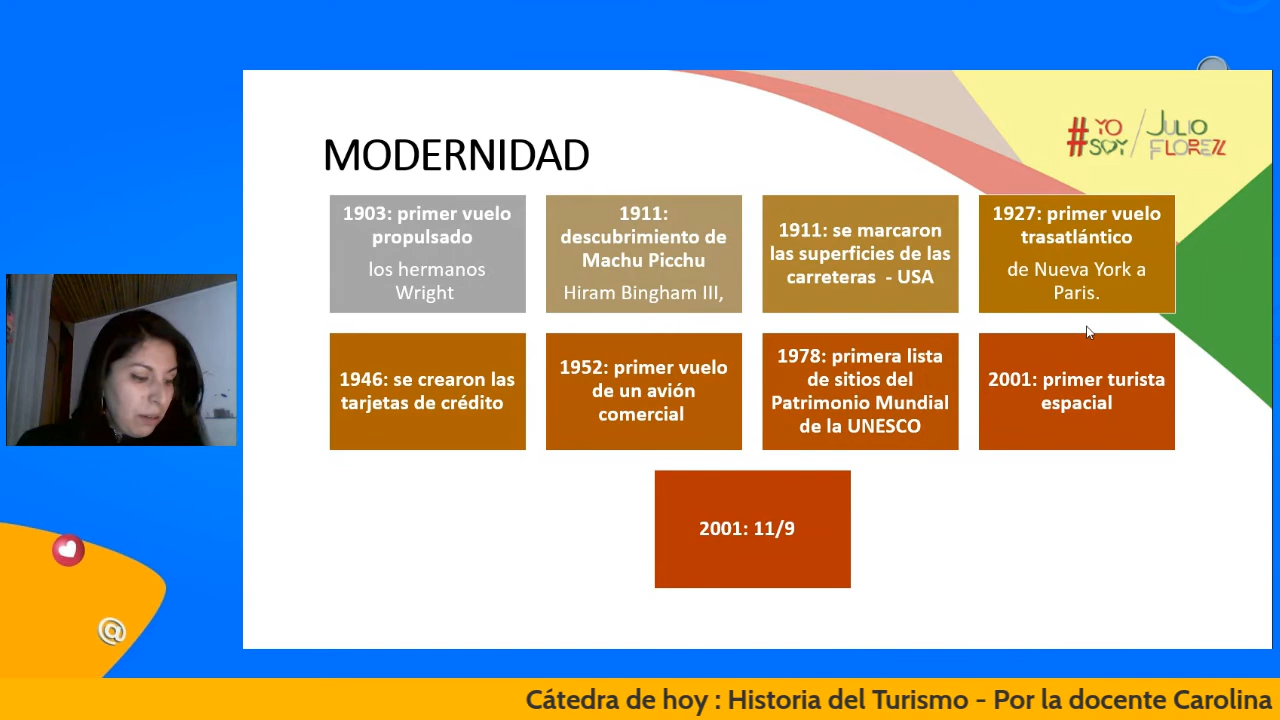 #YO SOY / JULIO FLOREZ
MODERNIDAD
1903: primer vuelo
propulsado
los hermanos
Wright
1911:
descubrimiento de
Machu Picchu
Hiram Bingham III,
1911: se marcaron
las superficies de las
carreteras - USA
1927: primer vuelo
trasatlántico
de Nueva York a
Paris.
1946: se crearon las
tarjetas de crédito
1952: primer vuelo
de un avión
comercial
1978: primera lista
de sitios del
Patrimonio Mundial
de la UNESCO
2001: primer turista
espacial
2001: 11/9
@
Cátedra de hoy : Historia del Turismo - Por la docente Carolina